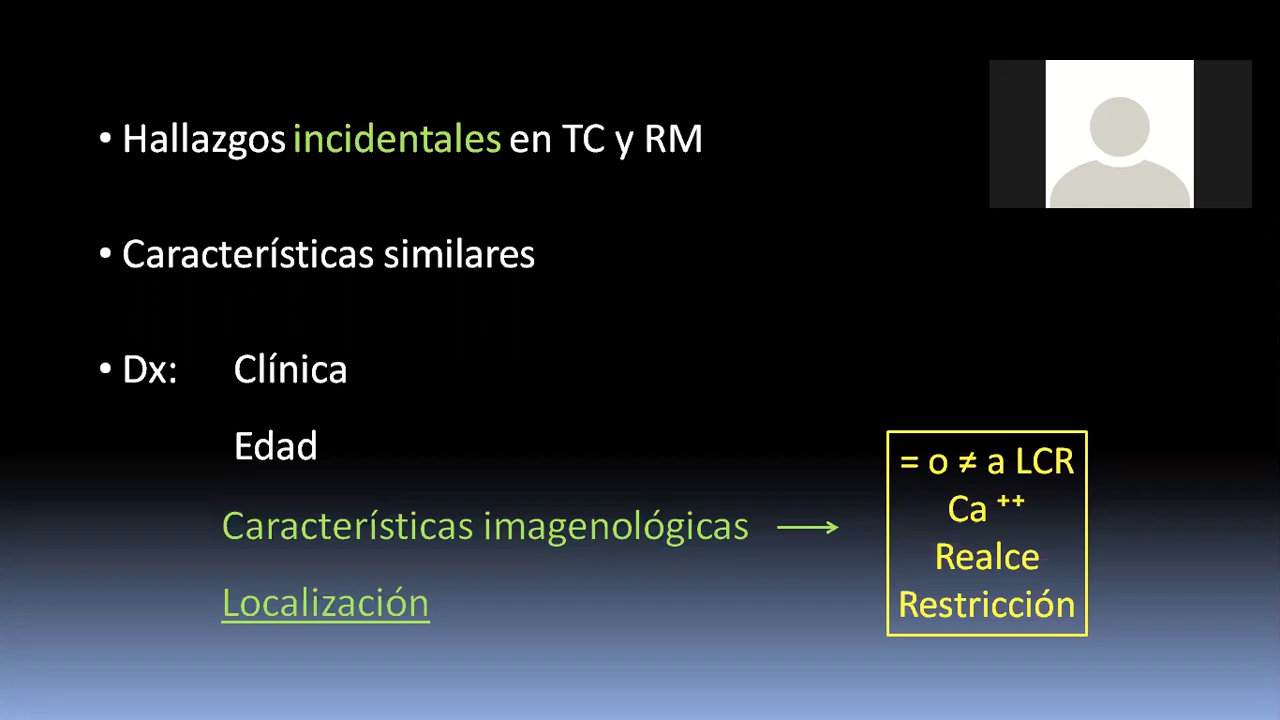 • Hallazgos incidentales en TC y RM
• Características similares
• Dx: Clínica
Edad
Características imagenológicas →
Localización
= o ≠ a LCR
Ca ⁺⁺
Realce
Restricción